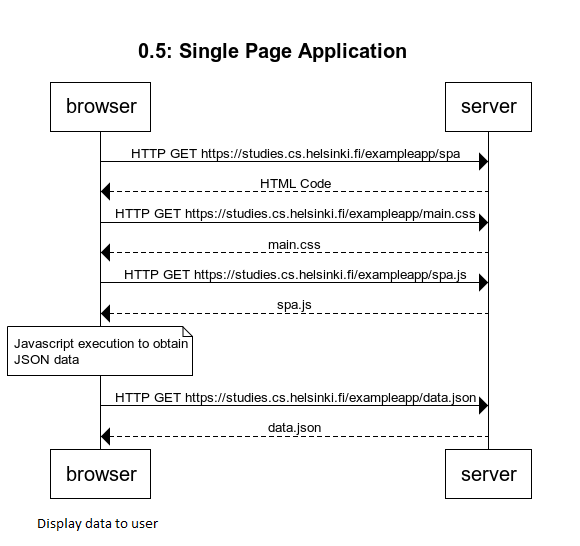 0.5: Single Page Application
browser
server
HTTP GET https://studies.cs.helsinki.fi/exampleapp/spa
HTML Code
HTTP GET https://studies.cs.helsinki.fi/exampleapp/main.css
main.css
HTTP GET https://studies.cs.helsinki.fi/exampleapp/spa.js
spa.js
Javascript execution to obtain
JSON data
HTTP GET https://studies.cs.helsinki.fi/exampleapp/data.json
data.json
browser
server
Display data to user